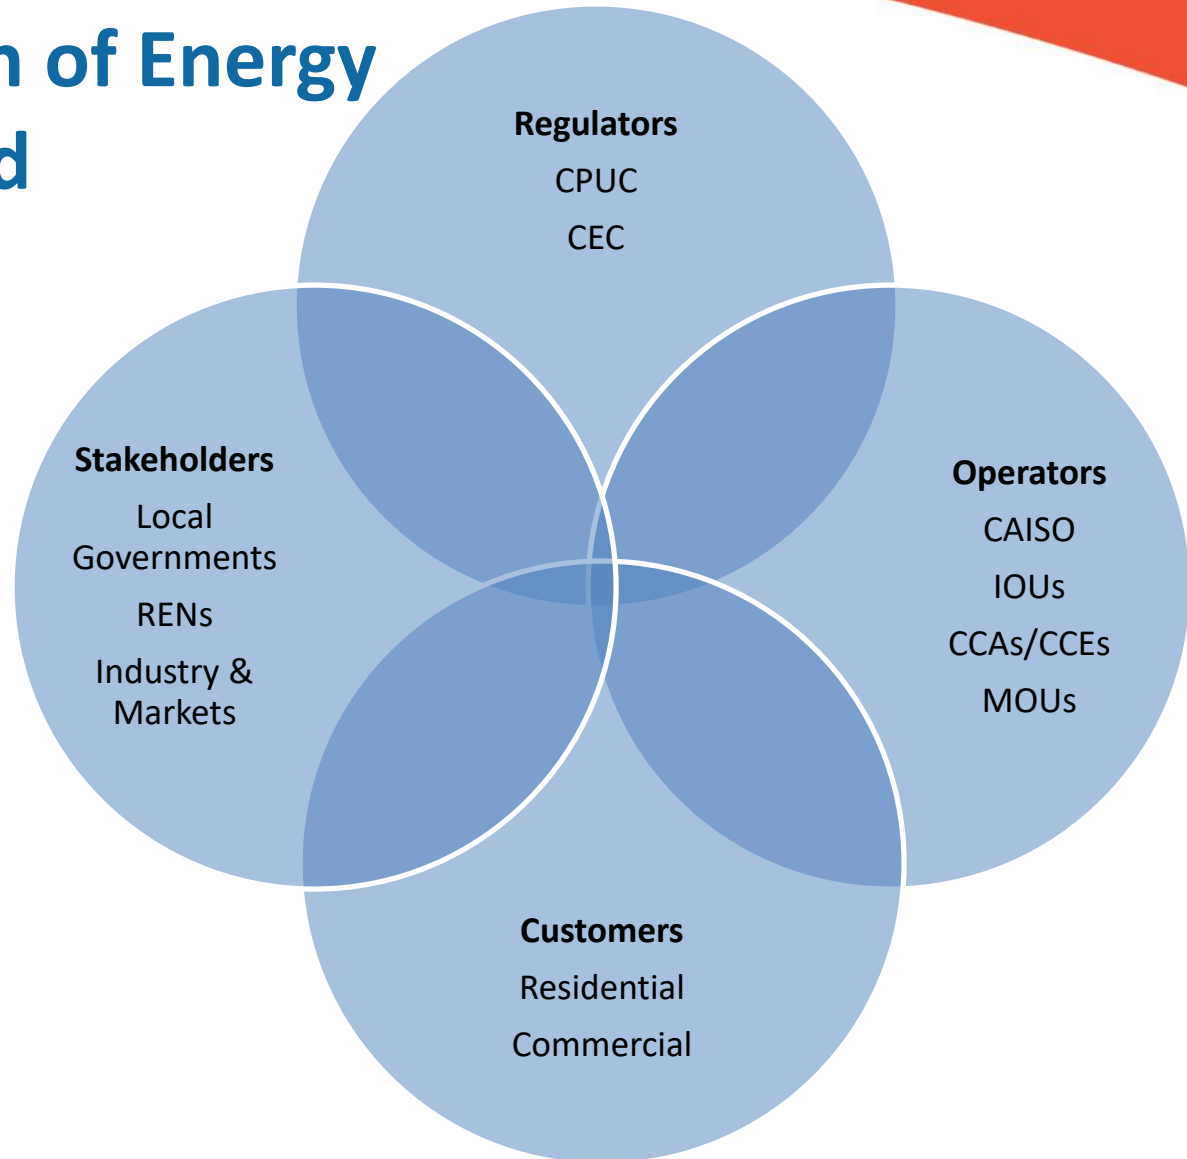 of Energy
Regulators
CPUC
CEC
Stakeholders
Local
Governments
RENs
Industry &
Markets
Operators
CAISO
IOUs
CCAs/CCEs
MOUs
Customers
Residential
Commercial